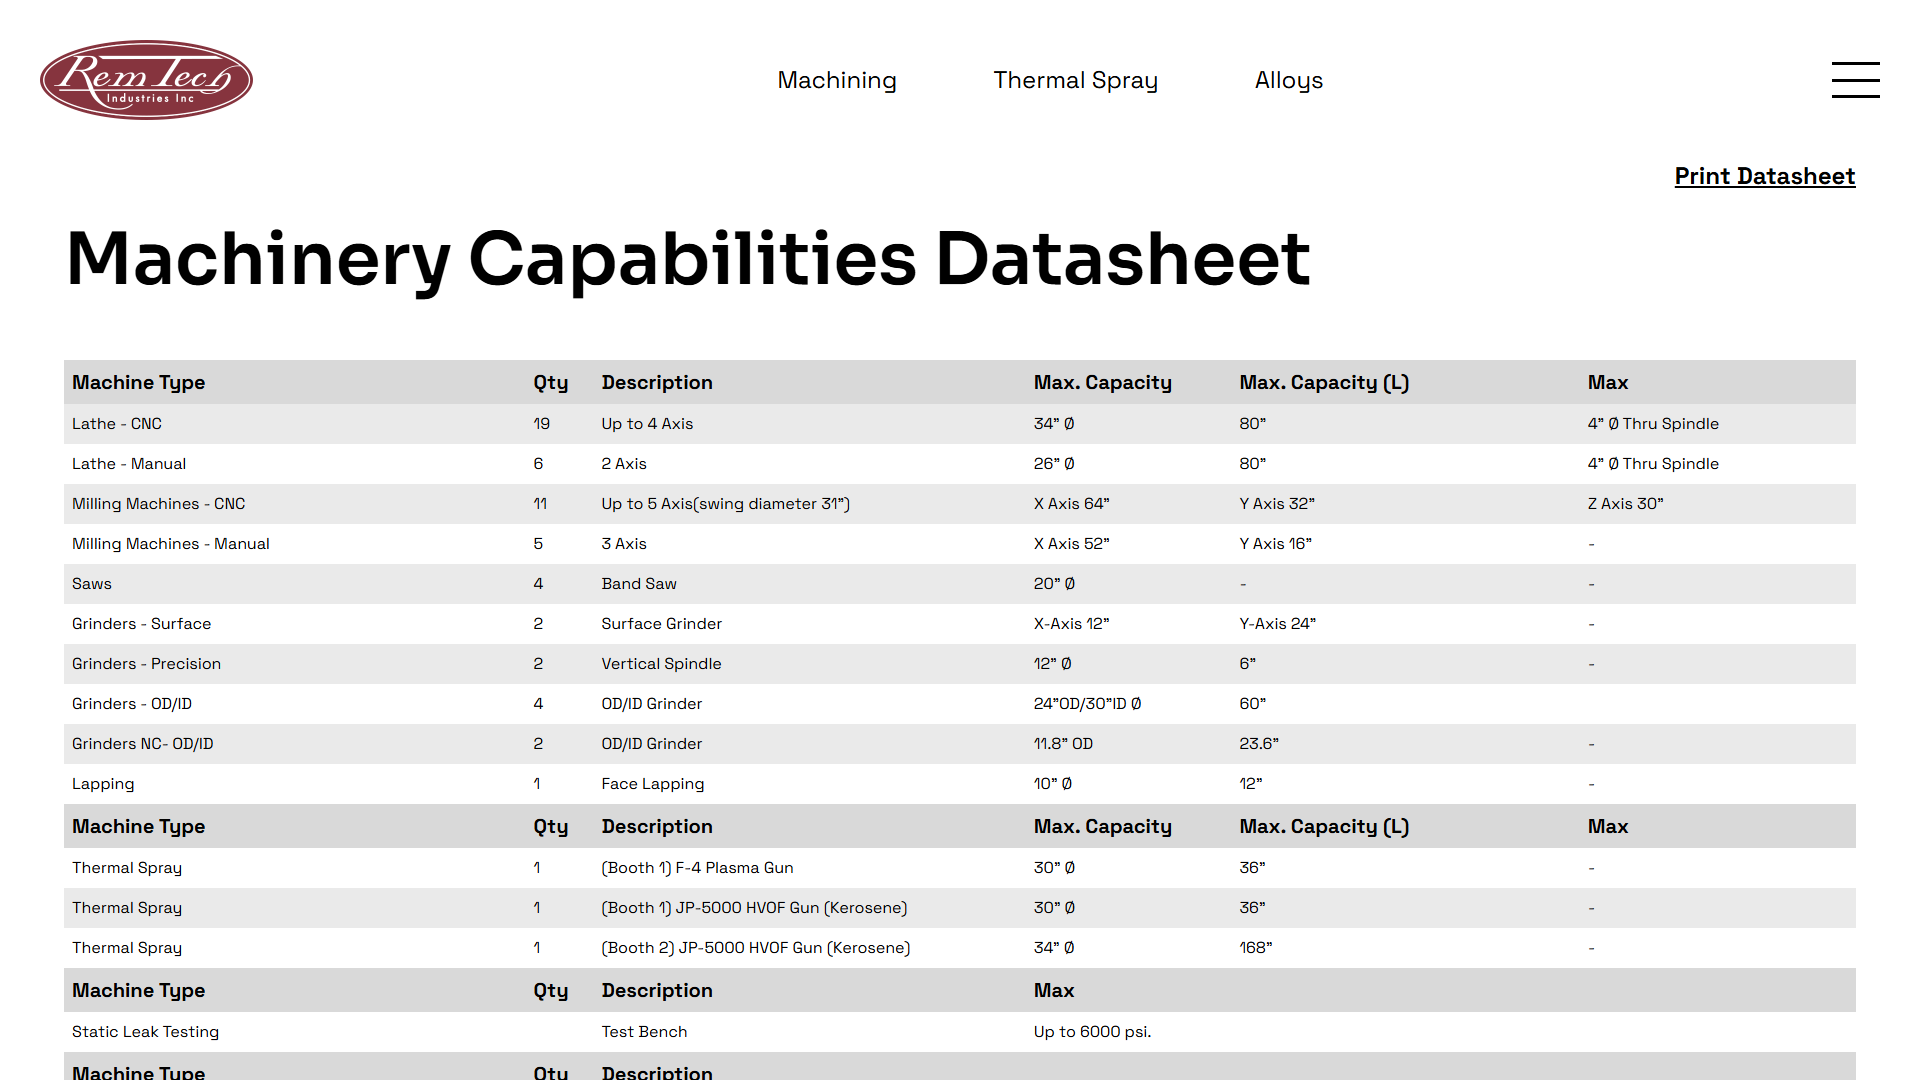 Rem Tech
Industries Inc
Machining Thermal Spray Alloys
Print Datasheet
Machinery Capabilities Datasheet
Machine Type Qty Description Max. Capacity Max. Capacity (L) Max
Lathe - CNC 19 Up to 4 Axis 34” Ø 80” 4” Ø Thru Spindle
Lathe - Manual 6 2 Axis 26” Ø 80” 4” Ø Thru Spindle
Milling Machines - CNC 11 Up to 5 Axis(swing diameter 31”) X Axis 64” Y Axis 32” Z Axis 30”
Milling Machines - Manual 5 3 Axis X Axis 52” Y Axis 16” -
Saws 4 Band Saw 20” Ø - -
Grinders - Surface 2 Surface Grinder X-Axis 12” Y-Axis 24” -
Grinders - Precision 2 Vertical Spindle 12” Ø 6” -
Grinders - OD/ID 4 OD/ID Grinder 24”OD/30”ID Ø 60”
Grinders NC- OD/ID 2 OD/ID Grinder 11.8” OD 23.6” -
Lapping 1 Face Lapping 10” Ø 12” -
Machine Type Qty Description Max. Capacity Max. Capacity (L) Max
Thermal Spray 1 (Booth 1) F-4 Plasma Gun 30” Ø 36” -
Thermal Spray 1 (Booth 1) JP-5000 HVOF Gun (Kerosene) 30” Ø 36” -
Thermal Spray 1 (Booth 2) JP-5000 HVOF Gun (Kerosene) 34” Ø 168” -
Machine Type Qty Description Max
Static Leak Testing Test Bench Up to 6000 psi.
Machine Type Qty Description